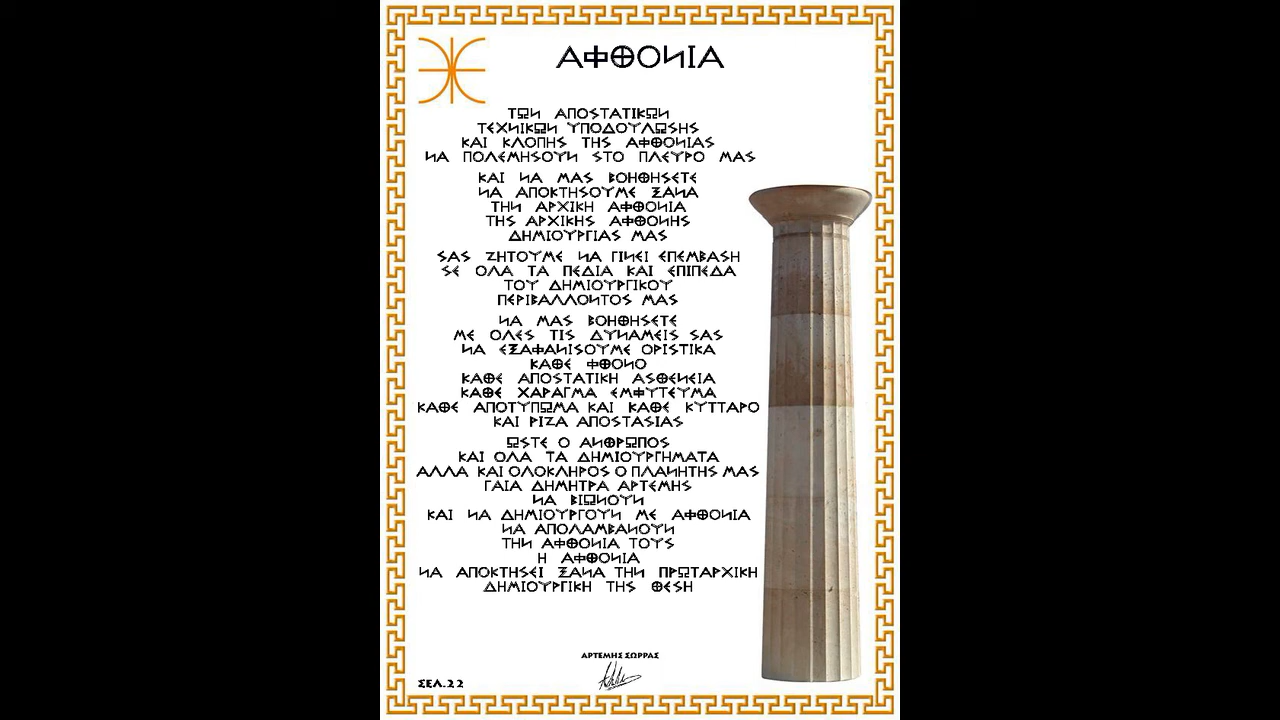 ΑΦΘΟΝΙΑ
ΤΩΝ ΑΠΟΣΤΑΤΙΚΩΝ
ΤΕΧΝΙΚΩΝ ΥΠΟΔΟΥΛΩΣΗΣ
ΚΑΙ ΚΛΟΠΗΣ ΤΗΣ ΑΦΘΟΝΙΑΣ
ΝΑ ΠΟΛΕΜΗΣΟΥΝ ΣΤΟ ΠΛΕΥΡΟ ΜΑΣ
ΚΑΙ ΝΑ ΜΑΣ ΒΟΗΘΗΣΕΤΕ
ΝΑ ΑΠΟΚΤΗΣΟΥΜΕ ΞΑΝΑ
ΤΗΝ ΑΡΧΙΚΗ ΑΦΘΟΝΙΑ
ΤΗΣ ΑΡΧΙΚΗΣ ΑΦΘΟΝΗΣ
ΔΗΜΙΟΥΡΓΙΑΣ ΜΑΣ
ΣΑΣ ΖΗΤΟΥΜΕ ΝΑ ΓΙΝΕΙ ΕΠΕΜΒΑΣΗ
ΣΕ ΟΛΑ ΤΑ ΠΕΔΙΑ ΚΑΙ ΕΠΙΠΕΔΑ
ΤΟΥ ΔΗΜΙΟΥΡΓΙΚΟΥ
ΠΕΡΙΒΑΛΛΟΝΤΟΣ ΜΑΣ
ΝΑ ΜΑΣ ΒΟΗΘΗΣΕΤΕ
ΜΕ ΟΛΕΣ ΤΙΣ ΔΥΝΑΜΕΙΣ ΣΑΣ
ΝΑ ΕΞΑΦΑΝΙΣΟΥΜΕ ΟΡΙΣΤΙΚΑ
ΚΑΘΕ ΦΘΟΝΟ
ΚΑΘΕ ΑΠΟΣΤΑΤΙΚΗ ΑΣΘΕΝΕΙΑ
ΚΑΘΕ ΧΑΡΑΓΜΑ ΕΜΦΥΤΕΥΜΑ
ΚΑΘΕ ΑΠΟΤΥΠΩΜΑ ΚΑΙ ΚΑΘΕ ΚΥΤΤΑΡΟ
ΚΑΙ ΡΙΖΑ ΑΠΟΣΤΑΣΙΑΣ
ΩΣΤΕ Ο ΑΝΘΡΩΠΟΣ
ΚΑΙ ΟΛΑ ΤΑ ΔΗΜΙΟΥΡΓΗΜΑΤΑ
ΑΛΛΑ ΚΑΙ ΟΛΟΚΛΗΡΟΣ Ο ΠΛΑΝΗΤΗΣ ΜΑΣ
ΓΑΙΑ ΔΗΜΗΤΡΑ ΑΡΤΕΜΗΣ
ΝΑ ΒΙΩΝΟΥΝ
ΚΑΙ ΝΑ ΔΗΜΙΟΥΡΓΟΥΝ ΜΕ ΑΦΘΟΝΙΑ
ΝΑ ΑΠΟΛΑΜΒΑΝΟΥΝ
ΤΗΝ ΑΦΘΟΝΙΑ ΤΟΥΣ
Η ΑΦΘΟΝΙΑ
ΝΑ ΑΠΟΚΤΗΣΕΙ ΞΑΝΑ ΤΗΝ ΠΡΩΤΑΡΧΙΚΗ
ΔΗΜΙΟΥΡΓΙΚΗ ΤΗΣ ΘΕΣΗ
ΑΡΤΕΜΗΣ ΣΩΡΡΑΣ
ΣΕΛ.22